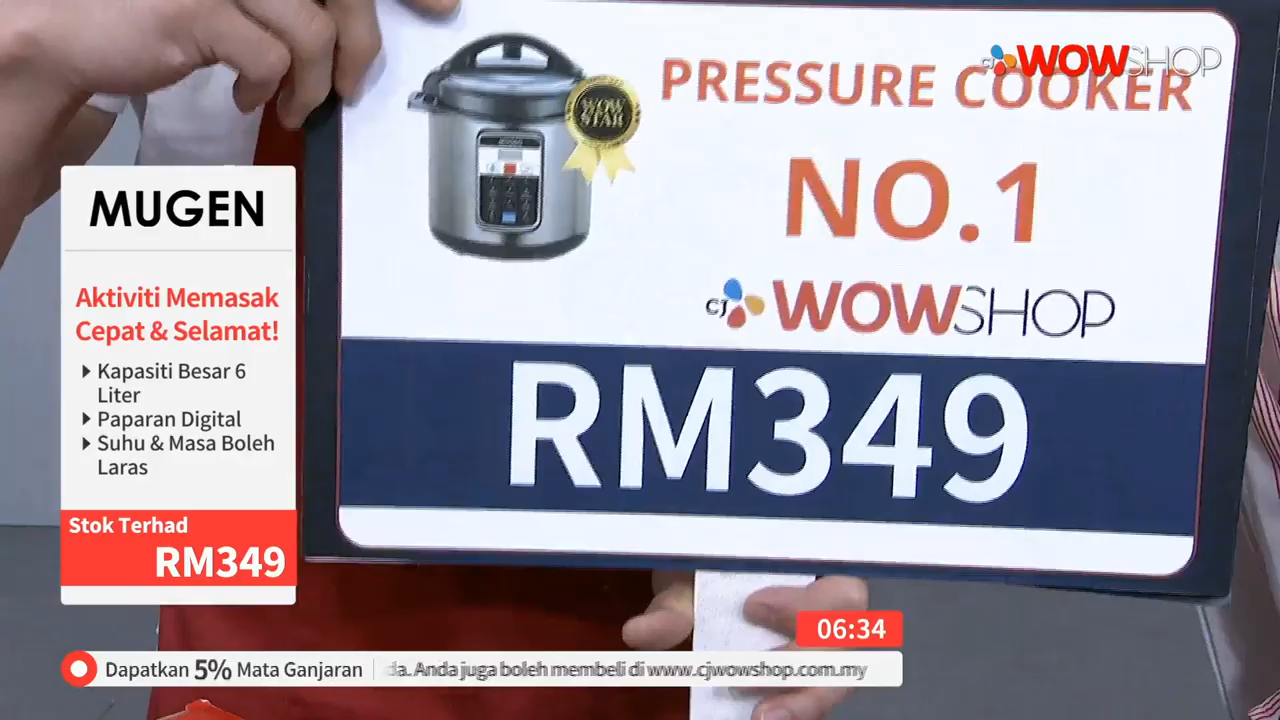 PRESSURE COOKER
CJ WOWSHOP
WOW STAR
NO.1
CJ WOWSHOP
RM349
MUGEN
Aktiviti Memasak
Cepat & Selamat!
Kapasiti Besar 6
Liter
Paparan Digital
Suhu & Masa Boleh
Laras
Stok Terhad
RM349
06:34
Dapatkan 5% Mata Ganjaran
da. Anda juga boleh membeli di www.cjwowshop.com.my